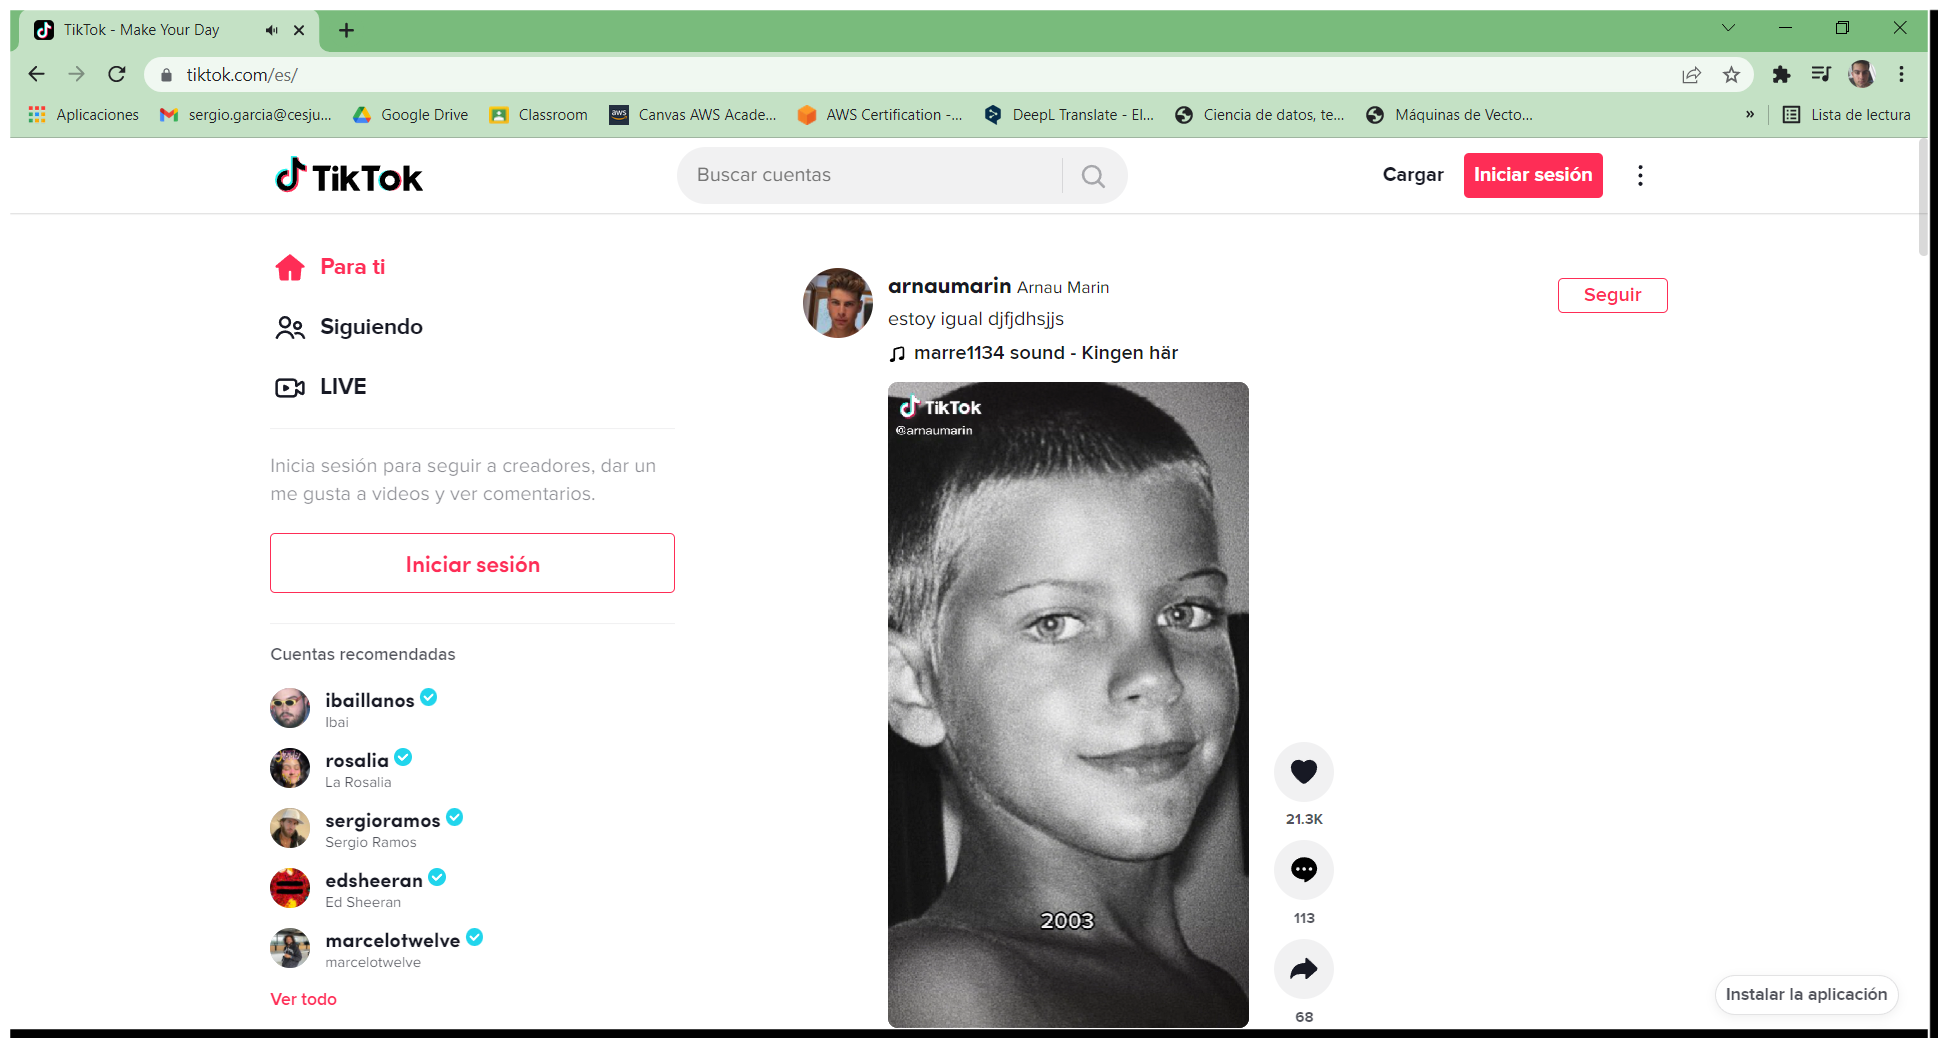 TikTok - Make Your Day
tiktok.com/es/
Aplicaciones
sergio.garcia@cesju...
Google Drive
Classroom
aws
Canvas AWS Acade...
AWS Certification -...
DeepL Translate - El...
Ciencia de datos, te...
Máquinas de Vecto...
»
Lista de lectura
TikTok
Buscar cuentas
Cargar
Iniciar sesión
Para ti
Siguiendo
LIVE
Inicia sesión para seguir a creadores, dar un
me gusta a videos y ver comentarios.
Iniciar sesión
Cuentas recomendadas
ibaillanos
Ibai
rosalia
La Rosalia
sergioramos
Sergio Ramos
edsheeran
Ed Sheeran
marcelotwelve
marcelotwelve
Ver todo
arnaumarin Arnau Marin
estoy igual djfjdhsjjs
marre1134 sound - Kingen här
Seguir
TikTok
@arnaumarin
2003
21.3K
113
68
Instalar la aplicación